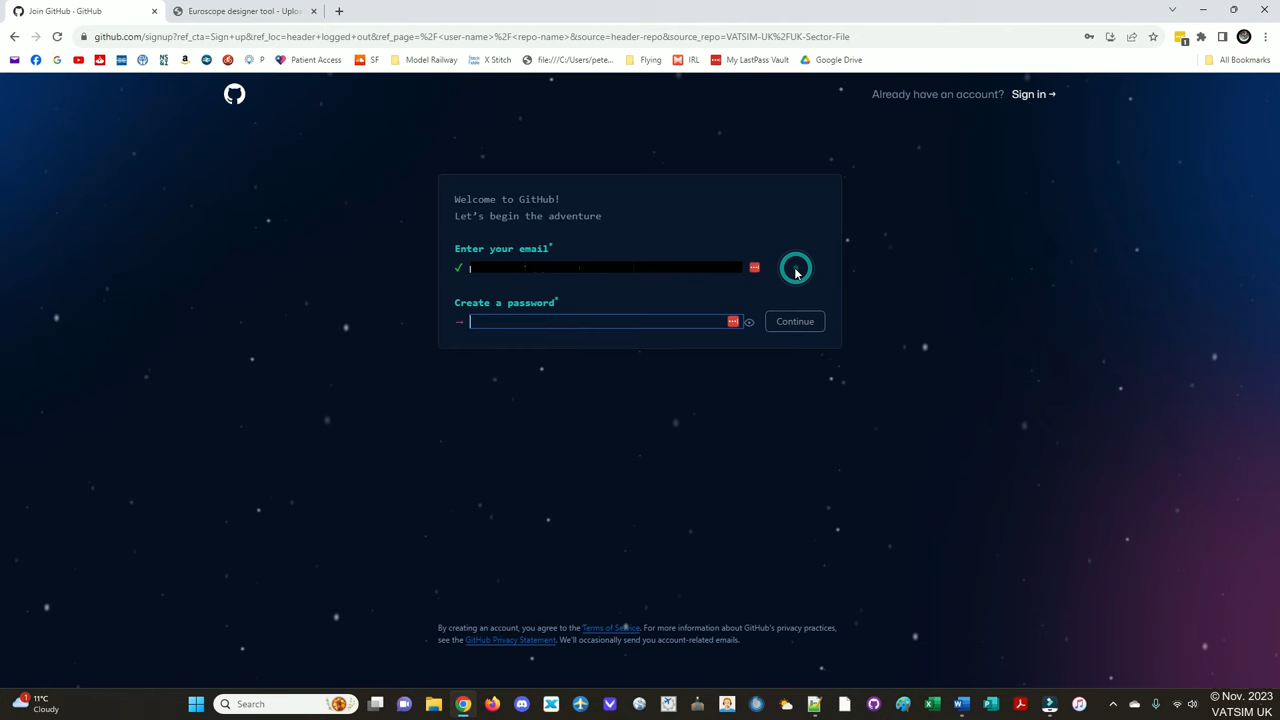 Join GitHub · GitHub
Euroscope designer tool - Uplo
github.com/signup?ref_cta=Sign+up&ref_loc=header+logged+out&ref_page=%2F<user-name>%2F<repo-name>&source=header-repo&source_repo=VATSIM-UK%2FUK-Sector-File
Patient Access
SF
Model Railway
X Stitch
file:///C:/Users/pete...
Flying
IRL
My LastPass Vault
Google Drive
All Bookmarks
Already have an account? Sign in →
Welcome to GitHub!
Let's begin the adventure
Enter your email*
Create a password*
Continue
By creating an account, you agree to the Terms of Service. For more information about GitHub's privacy practices,
see the GitHub Privacy Statement. We'll occasionally send you account-related emails.
1
11°C
Cloudy
Search
© Nov. 2023
VATSIM UK